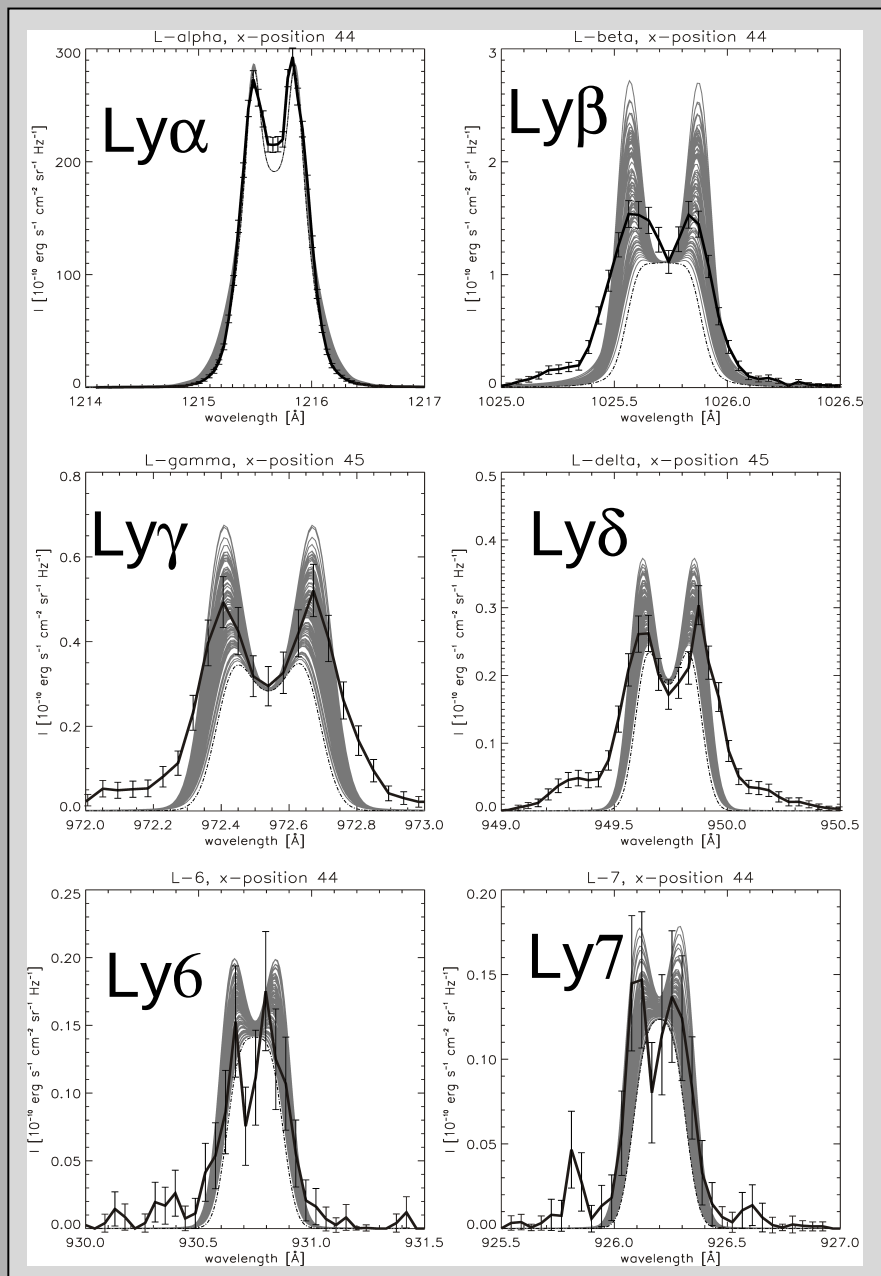 L-alpha, x-position 44
Lyα
I [10⁻¹⁰ erg s⁻¹ cm⁻² sr⁻¹ Hz⁻¹]
300
200
100
0
1214 1215 1216 1217
wavelength [Å]
L-beta, x-position 44
Lyβ
I [10⁻¹⁰ erg s⁻¹ cm⁻² sr⁻¹ Hz⁻¹]
3
2
1
0
1025.0 1025.5 1026.0 1026.5
wavelength [Å]
L-gamma, x-position 45
Lyγ
I [10⁻¹⁰ erg s⁻¹ cm⁻² sr⁻¹ Hz⁻¹]
0.8
0.6
0.4
0.2
0.0
972.0 972.2 972.4 972.6 972.8 973.0
wavelength [Å]
L-delta, x-position 45
Lyδ
I [10⁻¹⁰ erg s⁻¹ cm⁻² sr⁻¹ Hz⁻¹]
0.5
0.4
0.3
0.2
0.1
0.0
949.0 949.5 950.0 950.5
wavelength [Å]
L-6, x-position 44
Ly6
I [10⁻¹⁰ erg s⁻¹ cm⁻² sr⁻¹ Hz⁻¹]
0.25
0.20
0.15
0.10
0.05
0.00
930.0 930.5 931.0 931.5
wavelength [Å]
L-7, x-position 44
Ly7
I [10⁻¹⁰ erg s⁻¹ cm⁻² sr⁻¹ Hz⁻¹]
0.20
0.15
0.10
0.05
0.00
925.5 926.0 926.5 927.0
wavelength [Å]